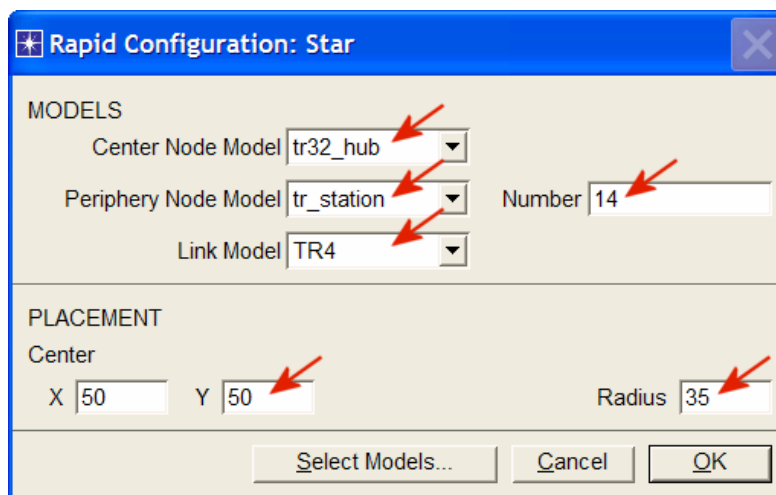 Rapid Configuration: Star
MODELS
Center Node Model tr32_hub
Periphery Node Model tr_station Number 14
Link Model TR4
PLACEMENT
Center
X 50 Y 50 Radius 35
Select Models... Cancel OK